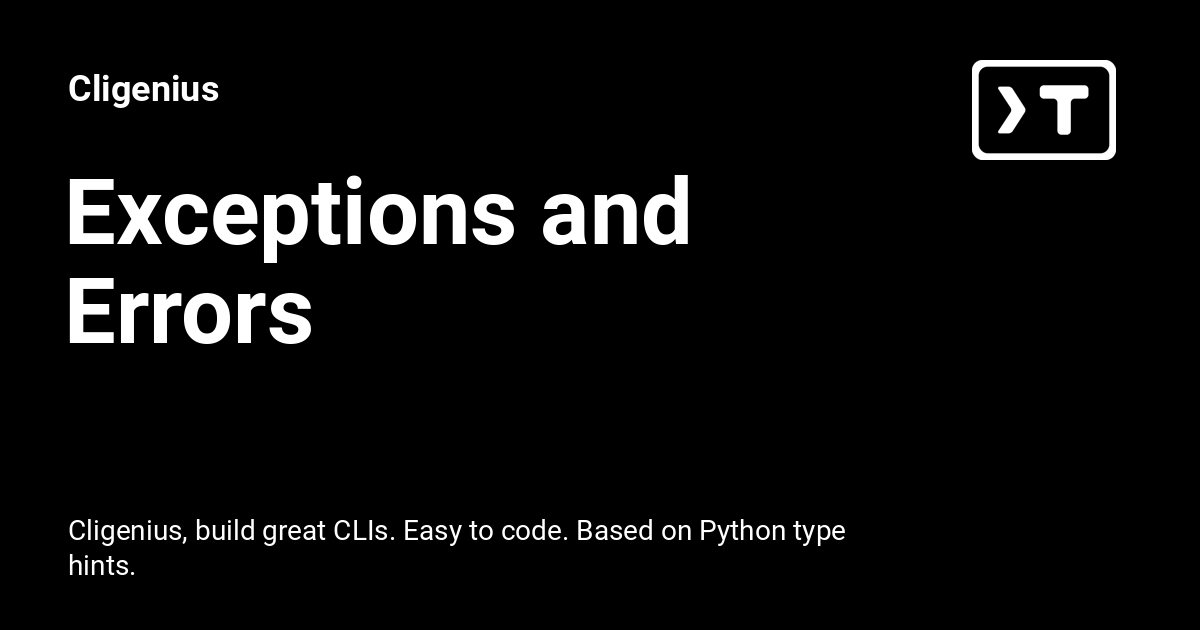 Cligenius
❯ T
Exceptions and
Errors
Cligenius, build great CLIs. Easy to code. Based on Python type
hints.